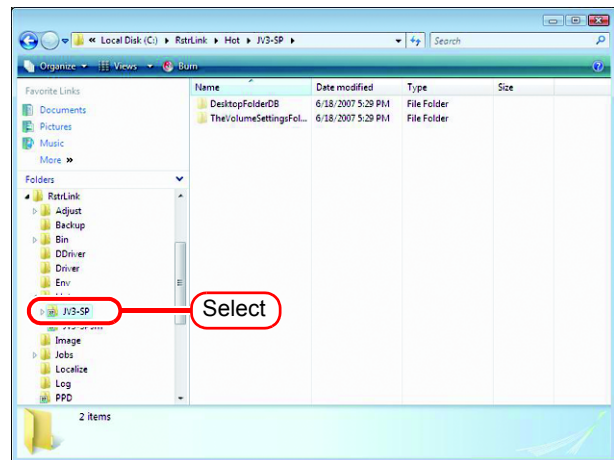 « Local Disk (C:) ▸ RstrLink ▸ Hot ▸ JV3-SP ▸
Search
Organize Views Burn
Favorite Links
Documents
Pictures
Music
More »
Folders
RstrLink
Adjust
Backup
Bin
DDriver
Driver
Env
JV3-SP
Image
Jobs
Localize
Log
PPD
Select
Name Date modified Type Size
DesktopFolderDB 6/18/2007 5:29 PM File Folder
TheVolumeSettingsFol... 6/18/2007 5:29 PM File Folder
2 items